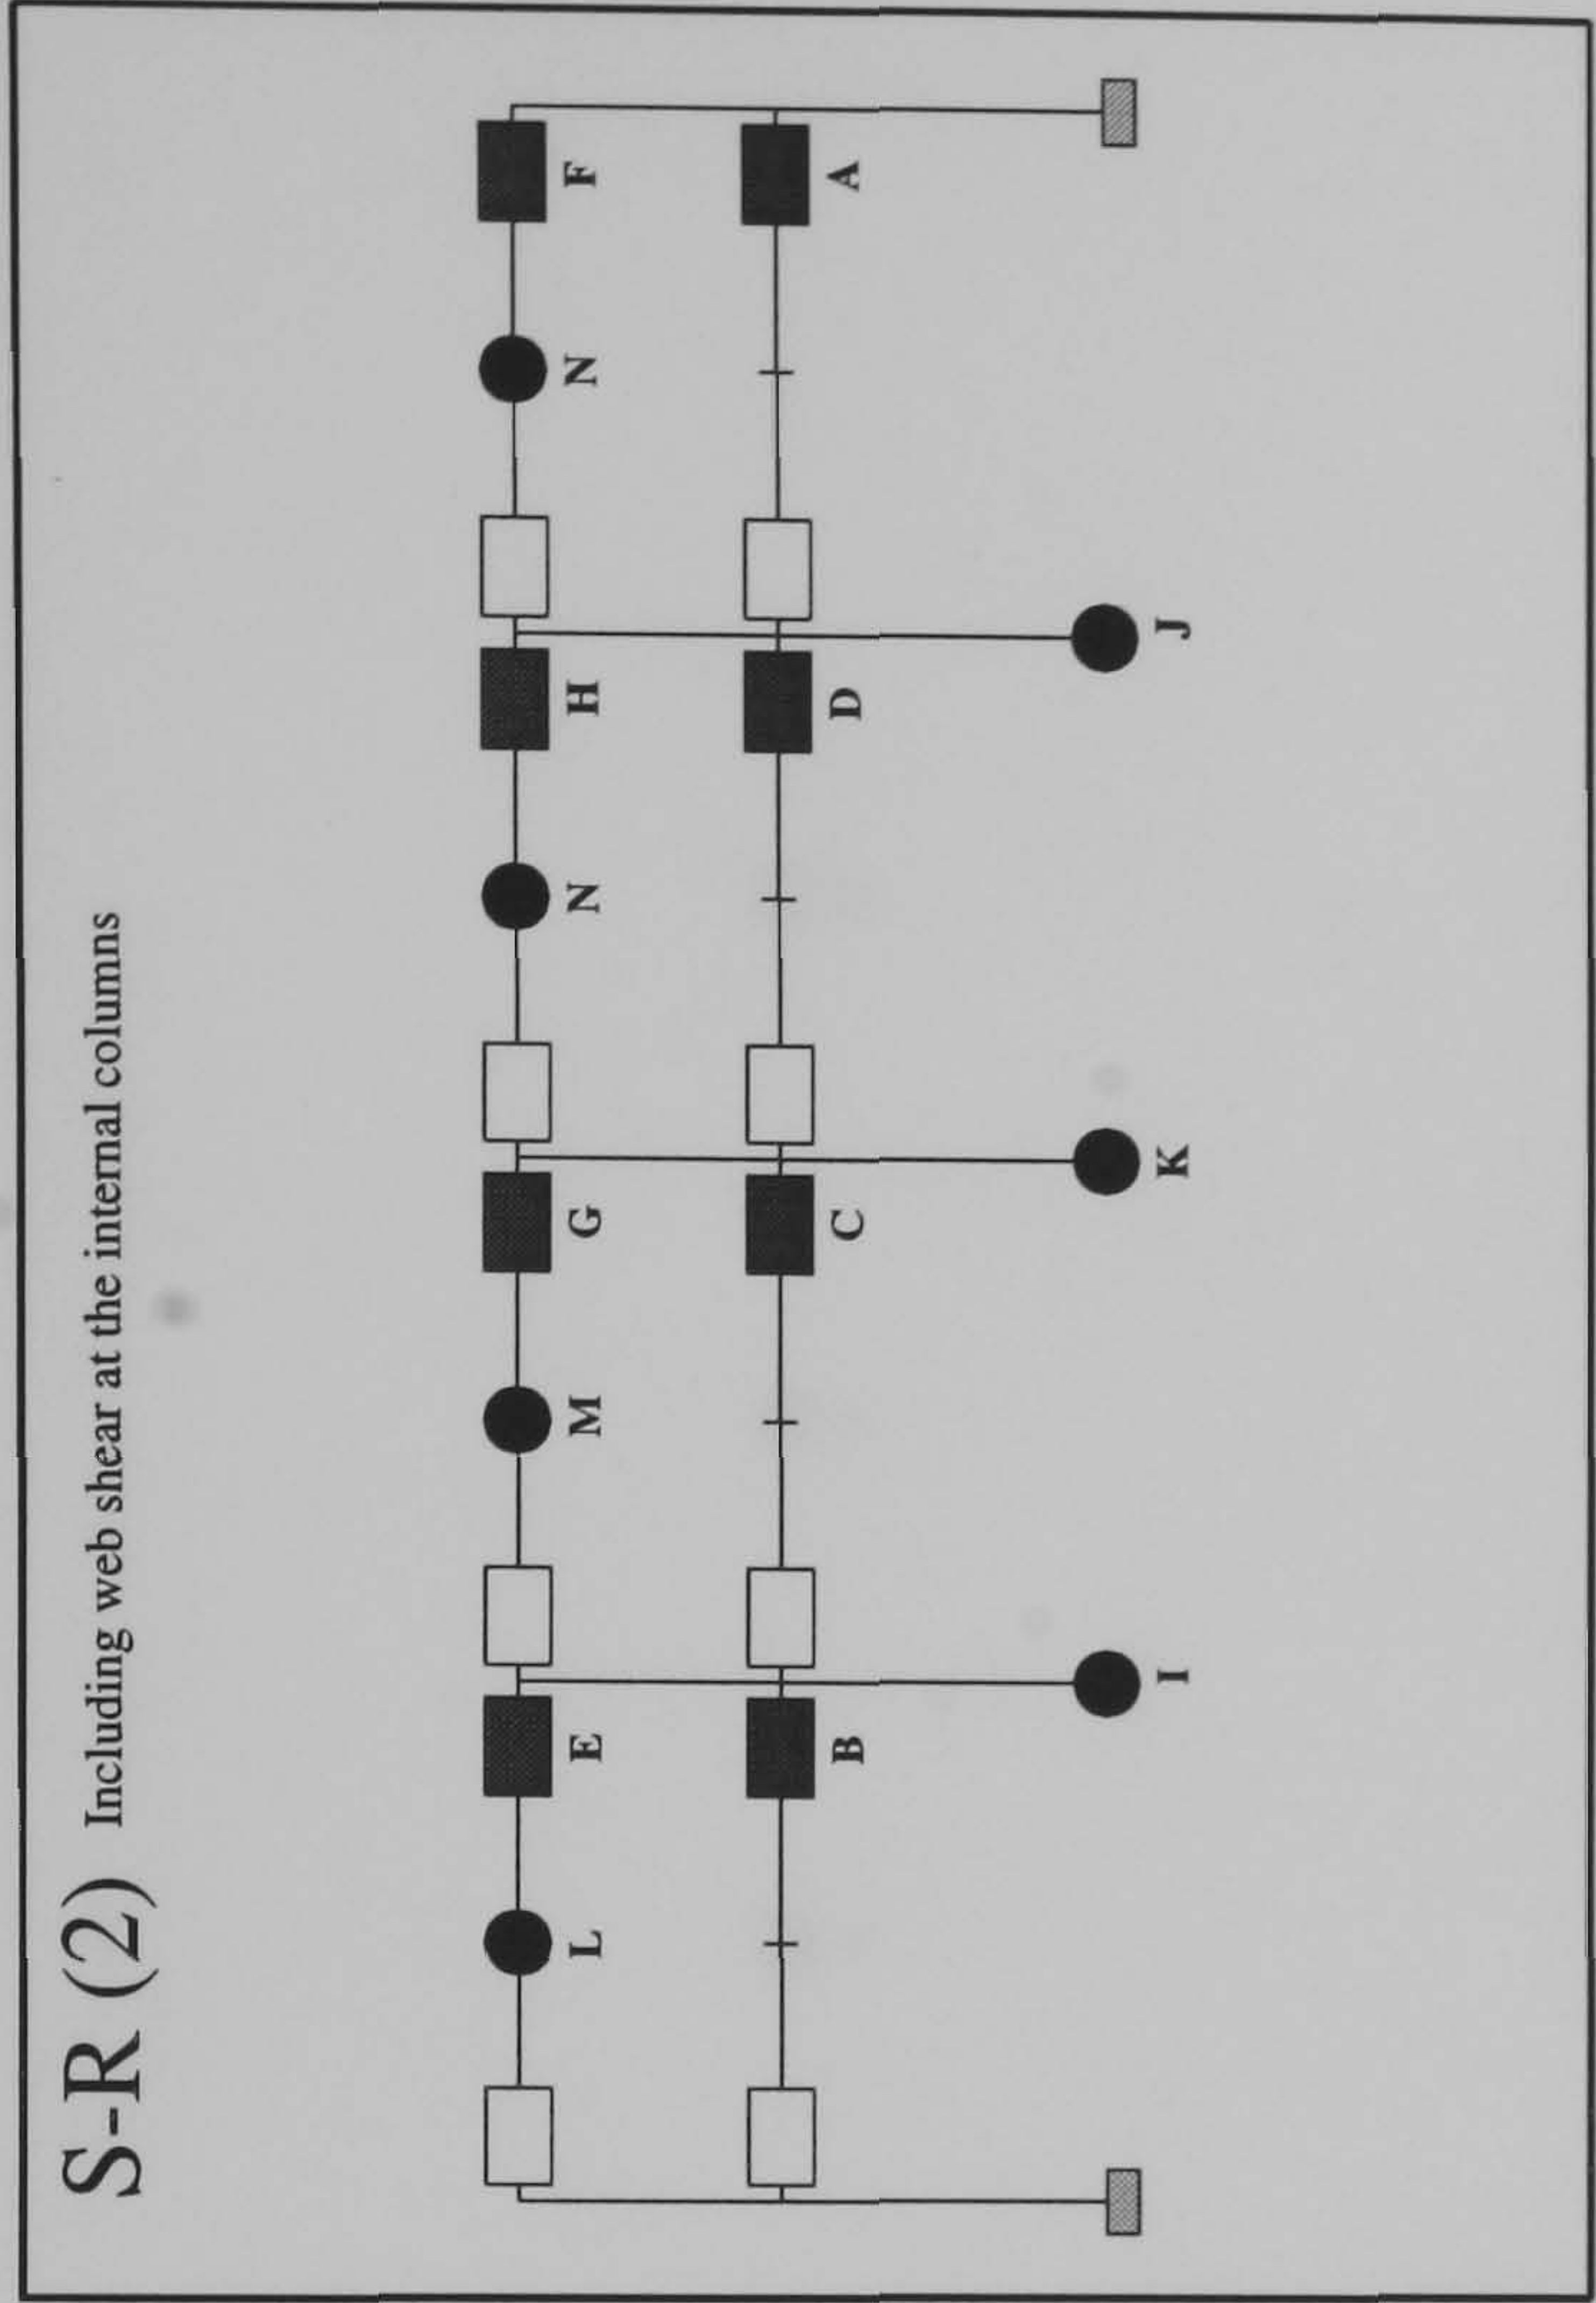 S-R (2) Including web shear at the internal columns
L E M G N H N F
B C D A
I K J